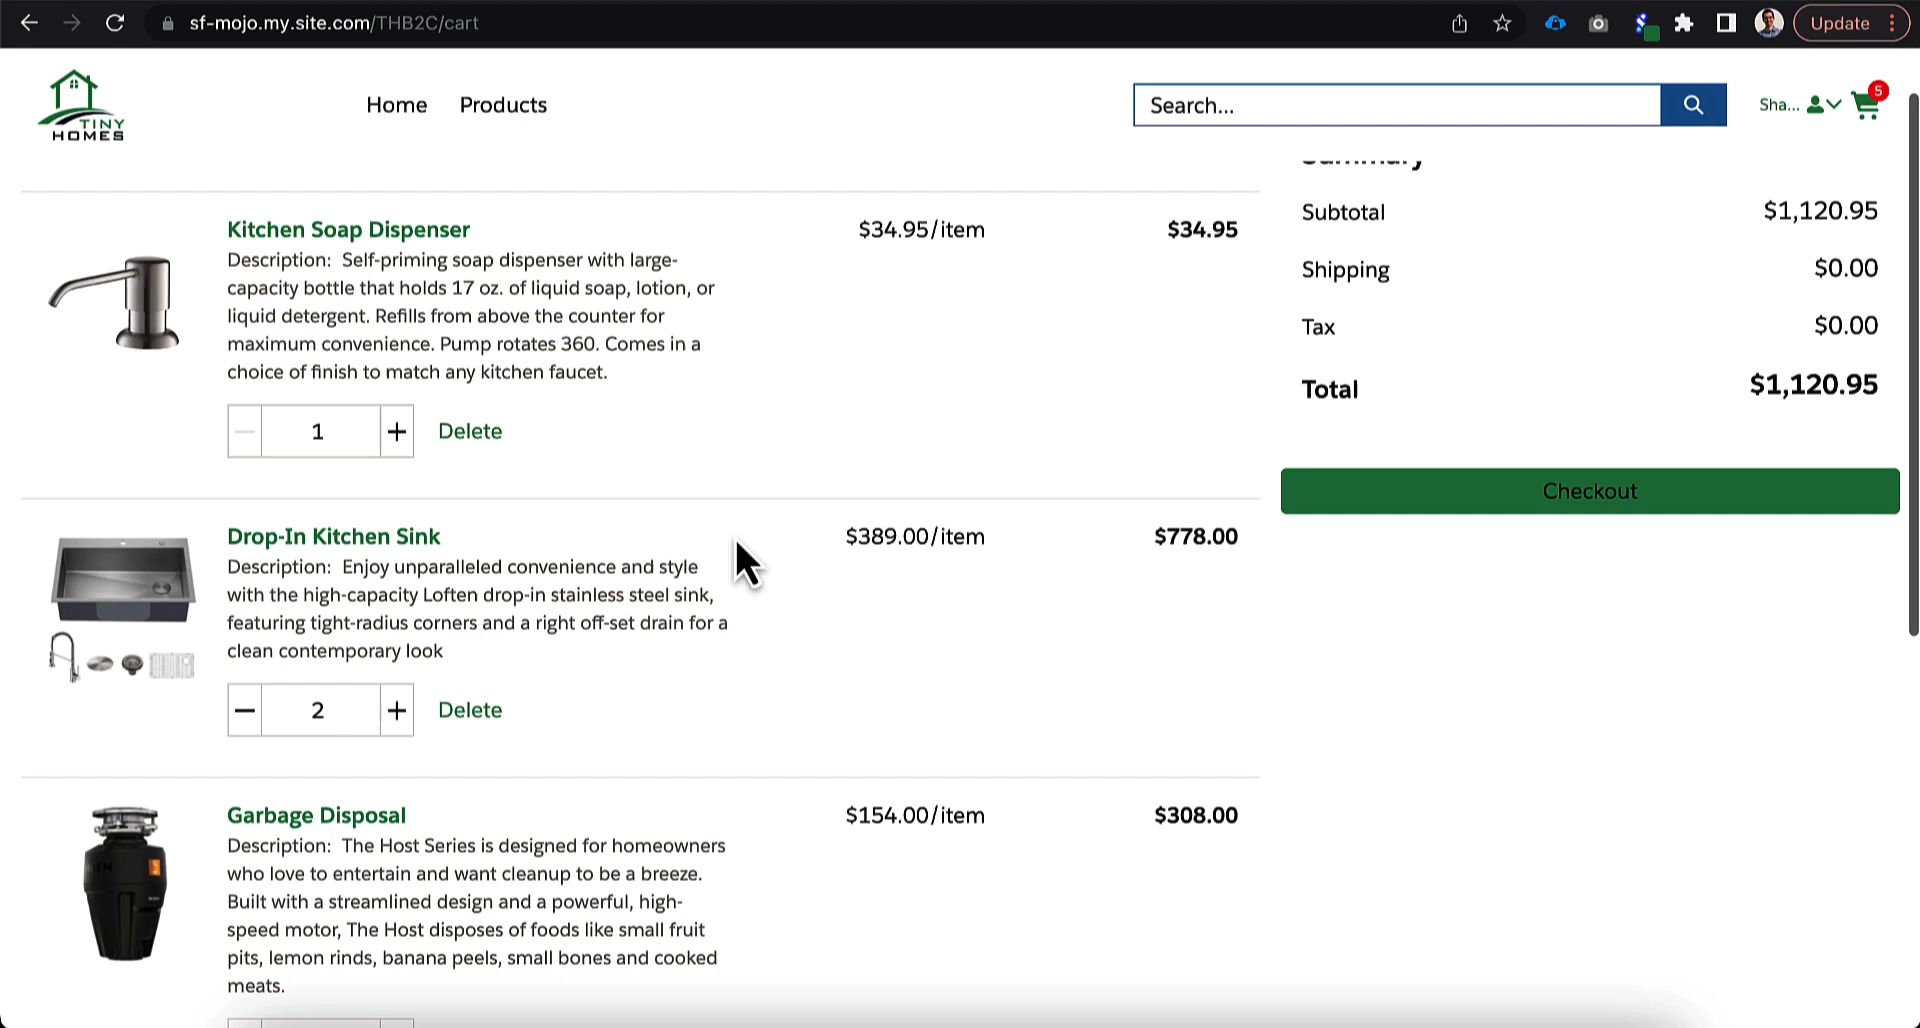 sf-mojo.my.site.com/THB2C/cart
Update
TINY
HOMES
Home
Products
Search...
Sha...
5
Summary
Kitchen Soap Dispenser
$34.95/item
$34.95
Description: Self-priming soap dispenser with large-
capacity bottle that holds 17 oz. of liquid soap, lotion, or
liquid detergent. Refills from above the counter for
maximum convenience. Pump rotates 360. Comes in a
choice of finish to match any kitchen faucet.
1
Delete
Subtotal
$1,120.95
Shipping
$0.00
Tax
$0.00
Total
$1,120.95
Checkout
Drop-In Kitchen Sink
$389.00/item
$778.00
Description: Enjoy unparalleled convenience and style
with the high-capacity Loften drop-in stainless steel sink,
featuring tight-radius corners and a right off-set drain for a
clean contemporary look
2
Delete
Garbage Disposal
$154.00/item
$308.00
Description: The Host Series is designed for homeowners
who love to entertain and want cleanup to be a breeze.
Built with a streamlined design and a powerful, high-
speed motor, The Host disposes of foods like small fruit
pits, lemon rinds, banana peels, small bones and cooked
meats.